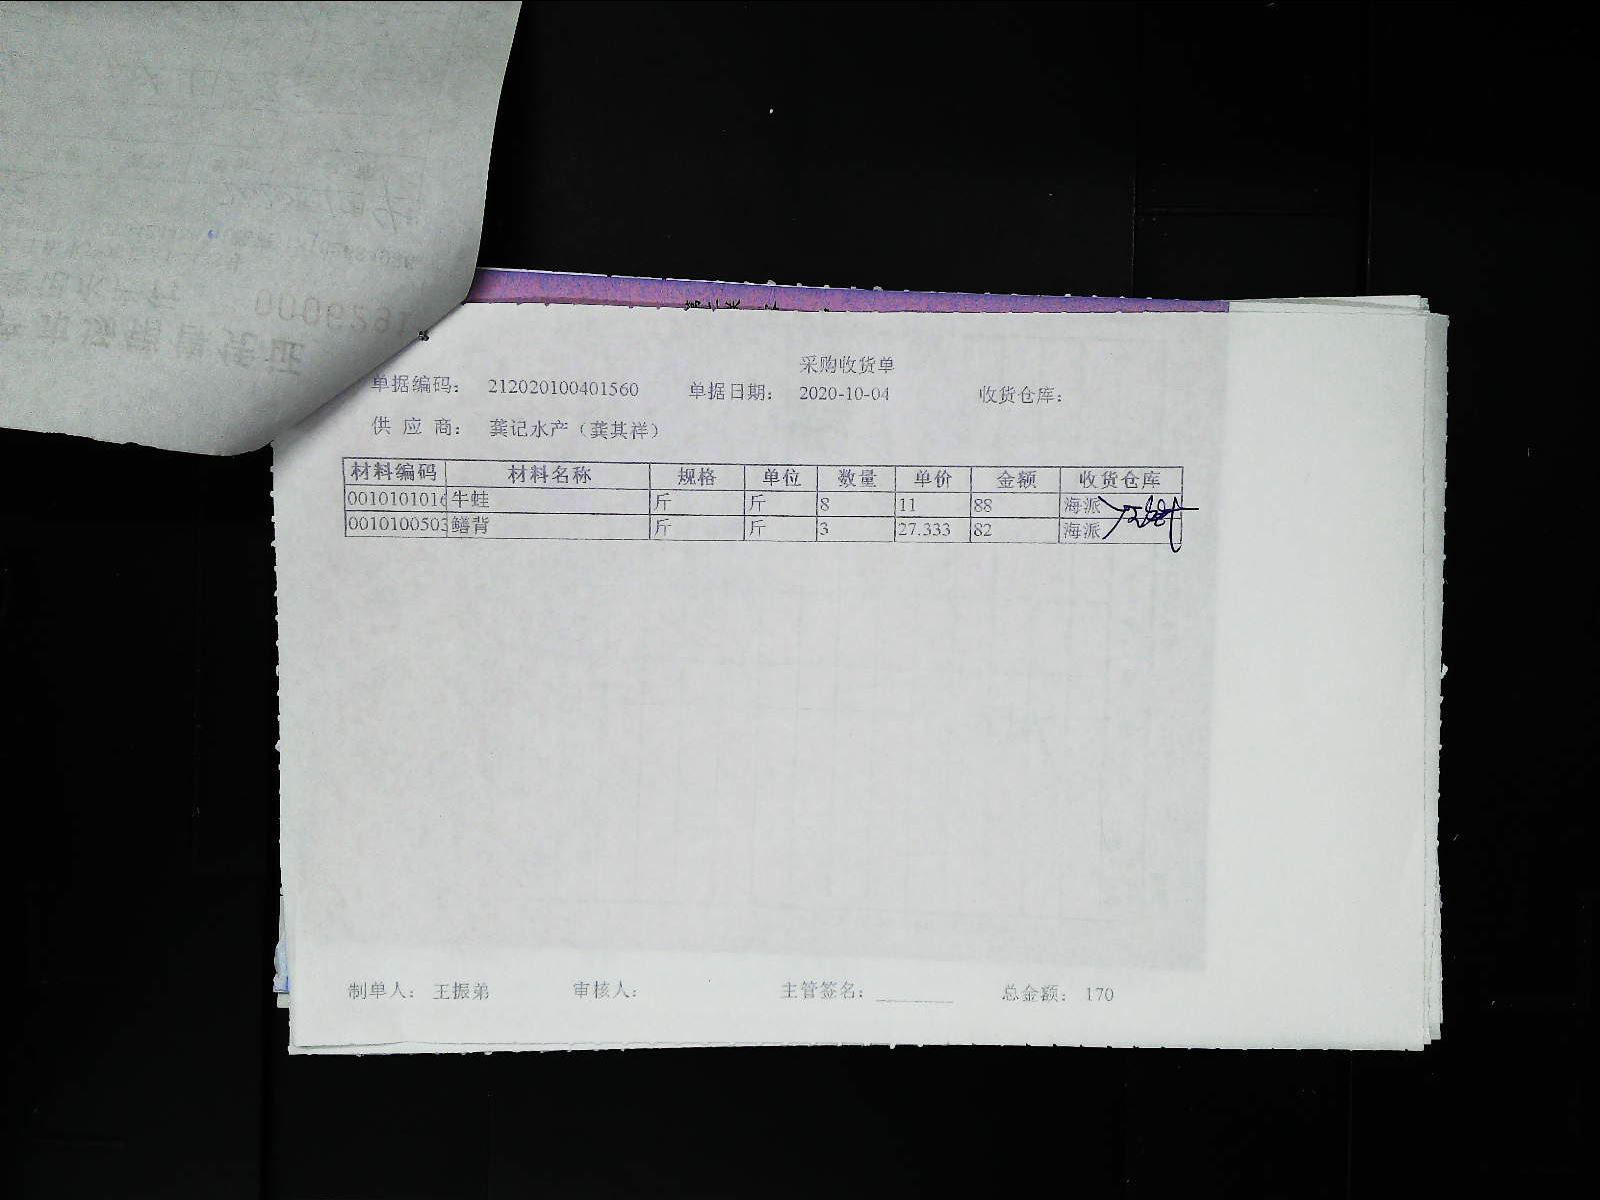 采购收货单
单据编码： 212020100401560 单据日期： 2020-10-04 收货仓库：
供 应 商： 龚记水产（龚其祥）
材料编码 材料名称 规格 单位 数量 单价 金额 收货仓库
0010101016 牛蛙 斤 斤 8 11 88 海派
0010100503 鳝背 斤 斤 3 27.333 82 海派
制单人： 王振弟 审核人： 主管签名： 总金额： 170